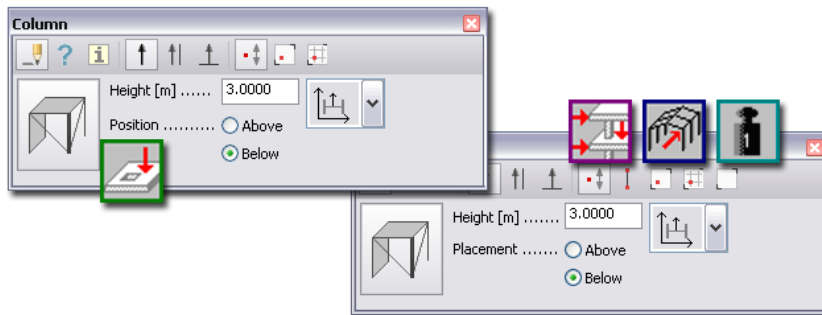 Column
Height [m] ...... 3.0000
Position .......... Above
Below
Height [m] ....... 3.0000
Placement ....... Above
Below